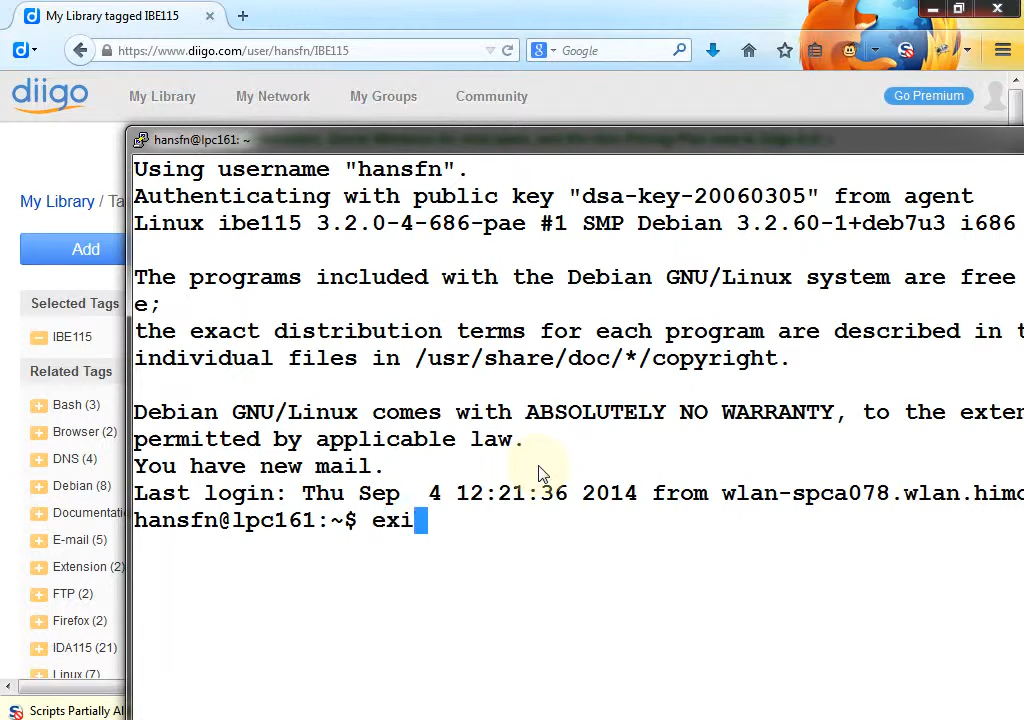 My Library tagged IBE115
https://www.diigo.com/user/hansfn/IBE115
Google
diigo
My Library
My Network
My Groups
Community
Go Premium
hansfn@lpc161: ~
My Library / Ta
Add
Selected Tags
IBE115
Related Tags
Bash (3)
Browser (2)
DNS (4)
Debian (8)
Documentati
E-mail (5)
Extension (2)
FTP (2)
Firefox (2)
IDA115 (21)
Linux (7)
Scripts Partially Al
Using username "hansfn".
Authenticating with public key "dsa-key-20060305" from agent
Linux ibe115 3.2.0-4-686-pae #1 SMP Debian 3.2.60-1+deb7u3 i686
The programs included with the Debian GNU/Linux system are free
e;
the exact distribution terms for each program are described in t
individual files in /usr/share/doc/*/copyright.
Debian GNU/Linux comes with ABSOLUTELY NO WARRANTY, to the exten
permitted by applicable law.
You have new mail.
Last login: Thu Sep  4 12:21:36 2014 from wlan-spca078.wlan.himo
hansfn@lpc161:~$ exi